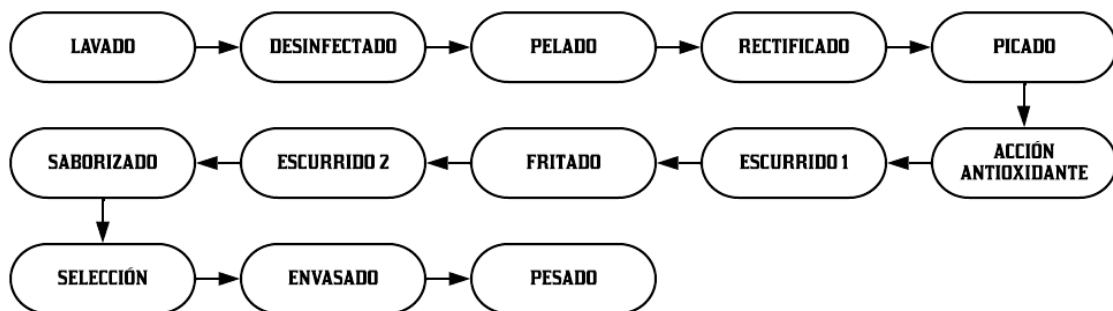 LAVADO
DESINFECTADO
PELADO
RECTIFICADO
PICADO
ACCIÓN
ANTIOXIDANTE
ESCURRIDO 1
FRITADO
ESCURRIDO 2
SABORIZADO
SELECCIÓN
ENVASADO
PESADO